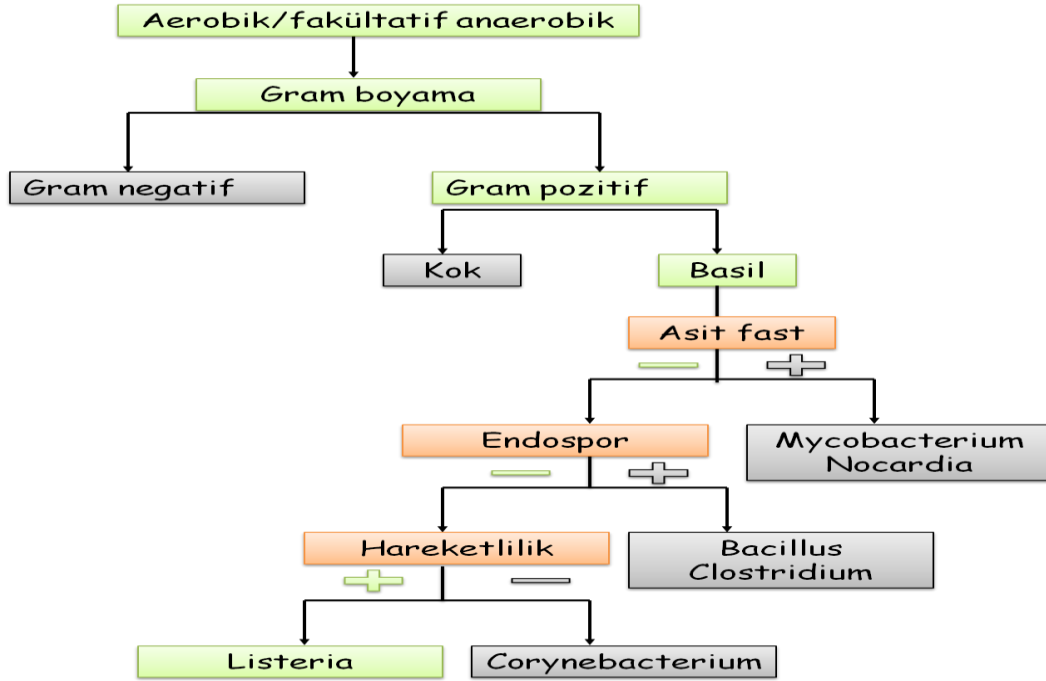 Aerobik/fakültatif anaerobik
Gram boyama
Gram negatif
Gram pozitif
Kok
Basil
Asit fast
Endospor
Mycobacterium
Nocardia
Hareketlilik
Bacillus
Clostridium
Listeria
Corynebacterium